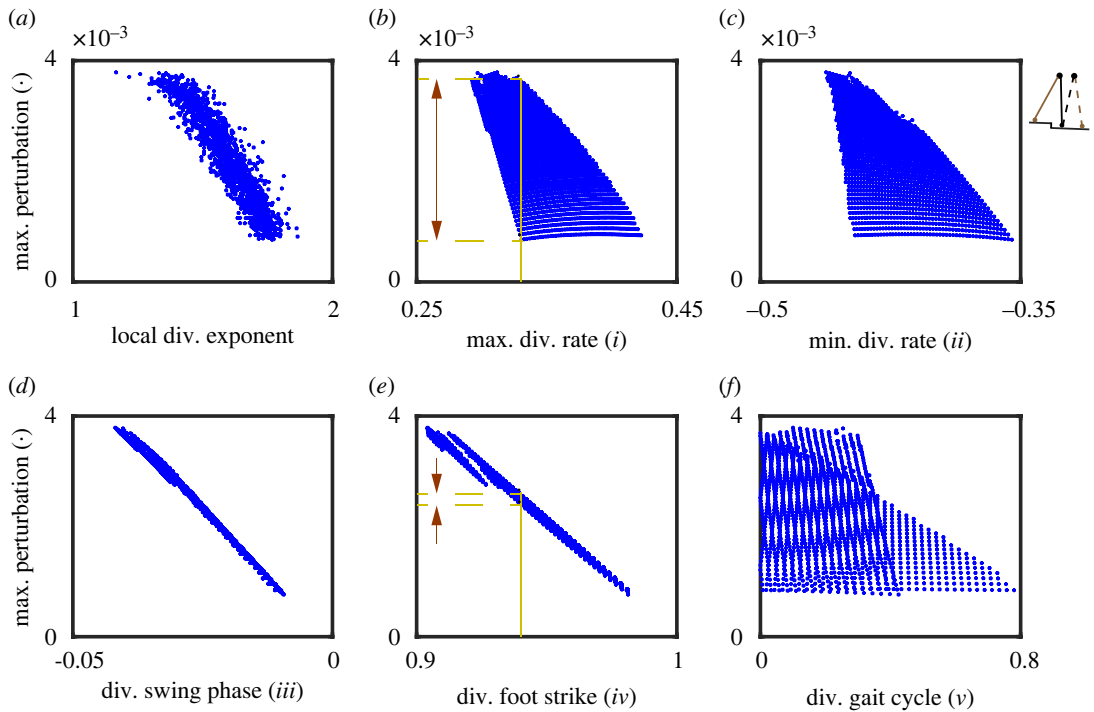 (a) (b) (c)
×10–3 ×10–3 ×10–3
4 4 4
max. perturbation (·)
0 0 0
1 2 0.25 0.45 –0.5 –0.35
local div. exponent max. div. rate (i) min. div. rate (ii)
(d) (e) (f)
4 4 4
max. perturbation (·)
0 0 0
-0.05 0 0.9 1 0 0.8
div. swing phase (iii) div. foot strike (iv) div. gait cycle (v)